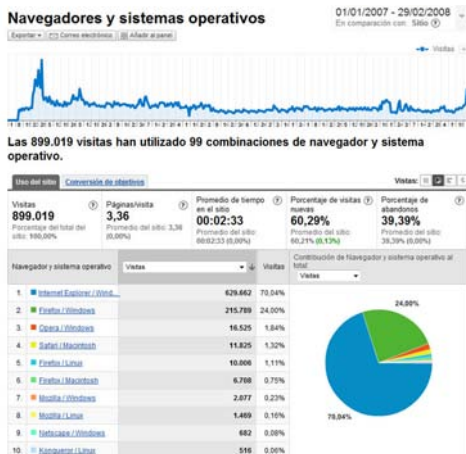 Navegadores y sistemas operativos
01/01/2007 - 29/02/2008
En comparación con: Sitio
Exportar
Correo electrónico
Añadir al panel
Visitas
Las 899.019 visitas han utilizado 99 combinaciones de navegador y sistema
operativo.
Uso del sitio
Conversión de objetivos
Vistas:
Visitas
899.019
Porcentaje del total del
sitio: 100,00%
Páginas/visita
3,36
Promedio del sitio: 3,36
(0,00%)
Promedio de tiempo
en el sitio
00:02:33
Promedio del sitio:
00:02:33 (0,00%)
Porcentaje de visitas
nuevas
60,29%
Promedio del sitio:
60,21% (0,13%)
Porcentaje de
abandonos
39,39%
Promedio del sitio:
39,39% (0,00%)
Navegador y sistema operativo
Visitas
Visitas
Contribución de Navegador y sistema operativo al
total:
Visitas
1. Internet Explorer / Wind... 629.662 70,04%
2. Firefox / Windows 215.789 24,00%
3. Opera / Windows 16.525 1,84%
4. Safari / Macintosh 11.825 1,32%
5. Firefox / Linux 10.006 1,11%
6. Firefox / Macintosh 6.708 0,75%
7. Mozilla / Windows 2.077 0,23%
8. Mozilla / Linux 1.469 0,16%
9. Netscape / Windows 682 0,08%
10. Konqueror / Linux 516 0,06%
24,00%
70,04%